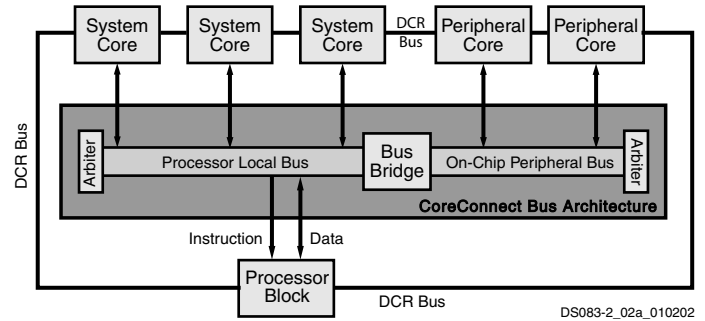 System
Core
System
Core
System
Core
DCR
Bus
Peripheral
Core
Peripheral
Core
DCR Bus
Arbiter
Processor Local Bus
Bus
Bridge
On-Chip Peripheral Bus
Arbiter
CoreConnect Bus Architecture
Instruction
Data
Processor
Block
DCR Bus
DS083-2_02a_010202